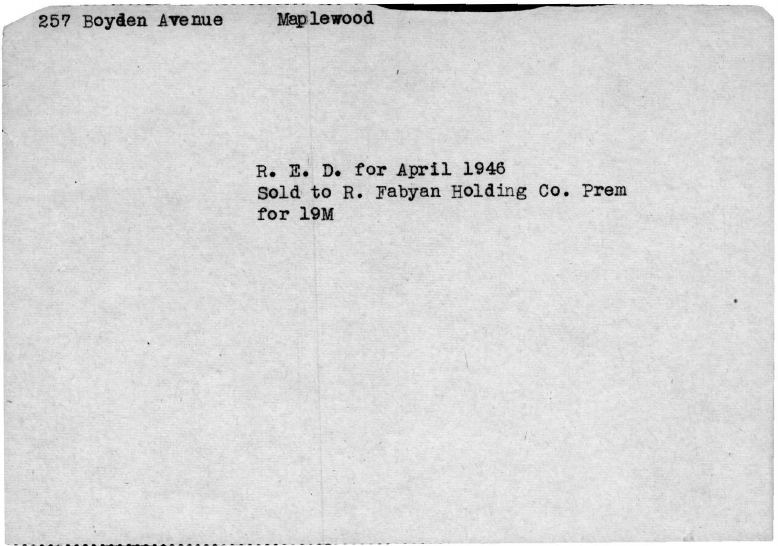 257 Boyden Avenue Maplewood
R. E. D. for April 1946
Sold to R. Fabyan Holding Co. Prem
for 19M